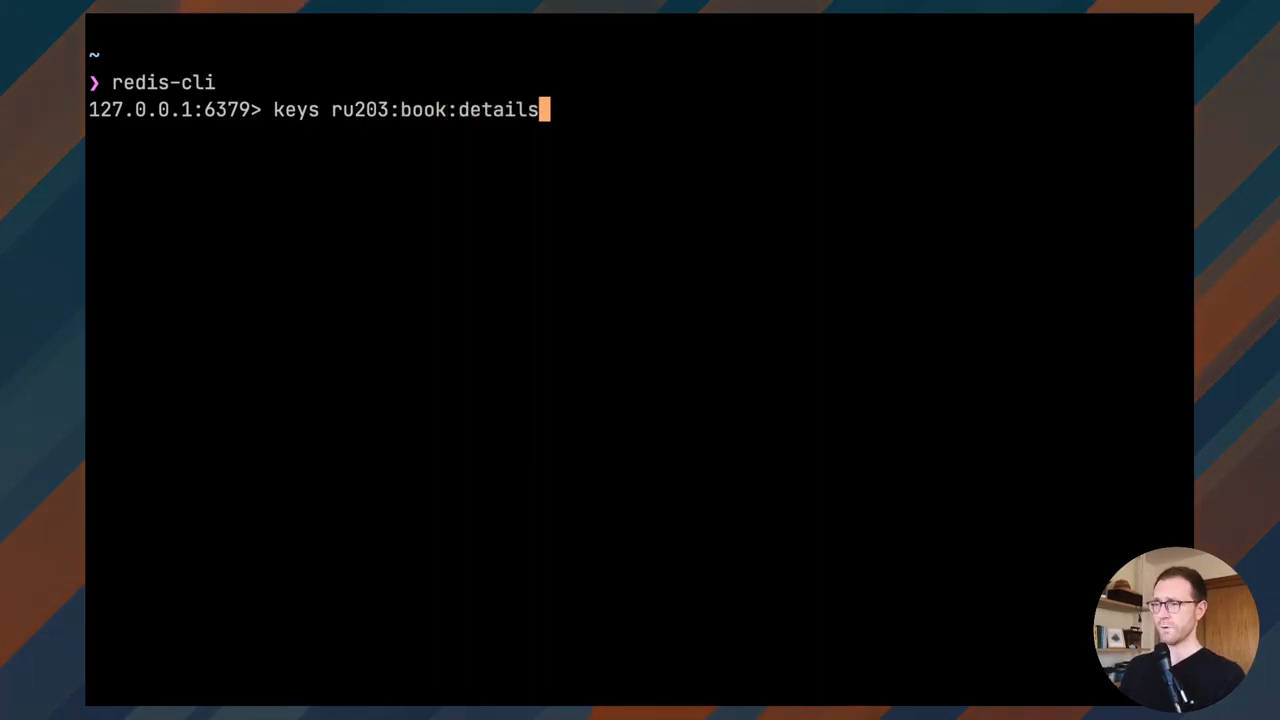 ~
❯ redis-cli
127.0.0.1:6379> keys ru203:book:details